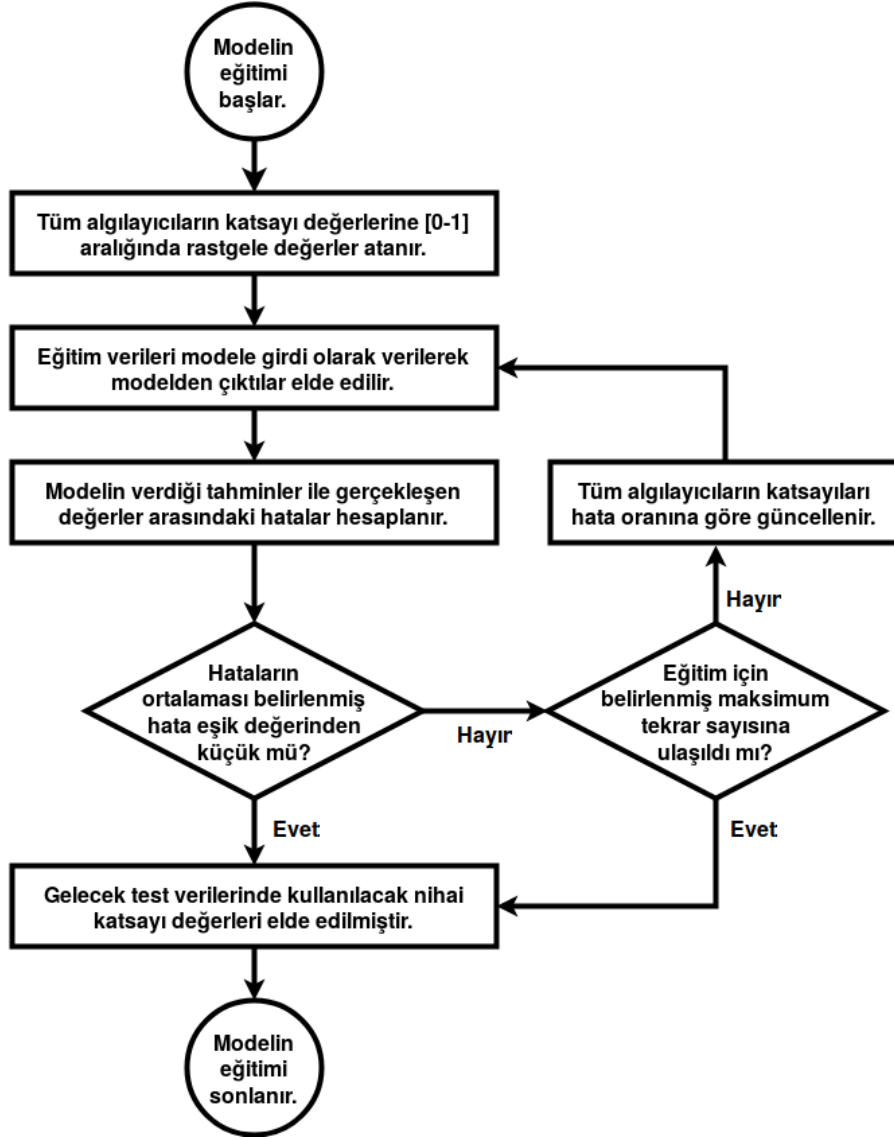 Modelin
eğitimi
başlar.
Tüm algılayıcıların katsayı değerlerine [0-1]
aralığında rastgele değerler atanır.
Eğitim verileri modele girdi olarak verilerek
modelden çıktılar elde edilir.
Modelin verdiği tahminler ile gerçekleşen
değerler arasındaki hatalar hesaplanır.
Tüm algılayıcıların katsayıları
hata oranına göre güncellenir.
Hayır
Hataların
ortalaması belirlenmiş
hata eşik değerinden
küçük mü?
Hayır
Eğitim için
belirlenmiş maksimum
tekrar sayısına
ulaşıldı mı?
Evet
Evet
Gelecek test verilerinde kullanılacak nihai
katsayı değerleri elde edilmiştir.
Modelin
eğitimi
sonlanır.